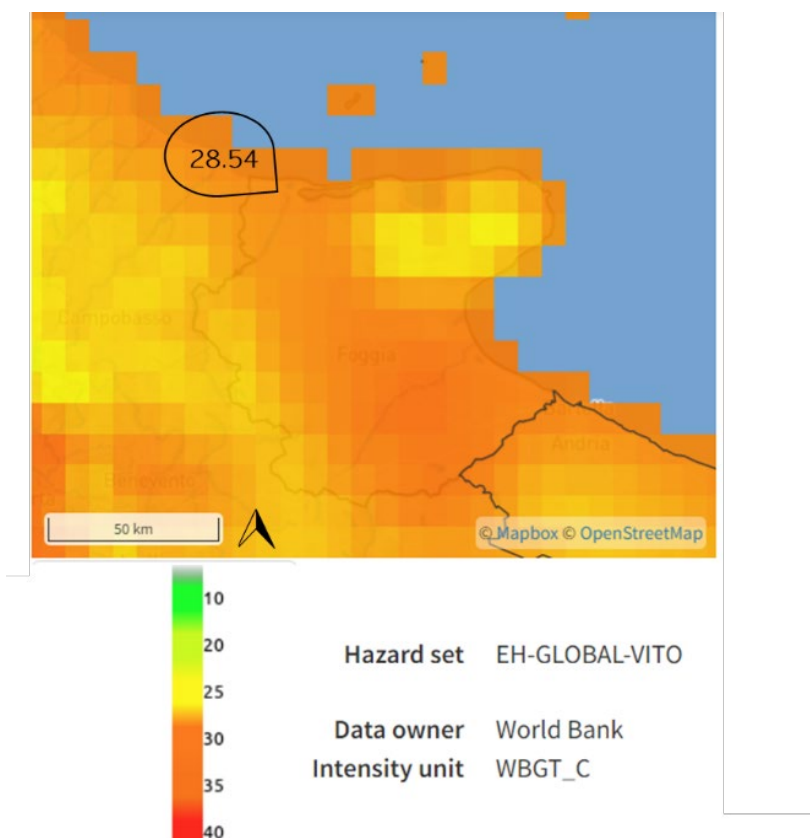 28.54
Campobasso
Foggia
Andria
Benevento
50 km
© Mapbox © OpenStreetMap
10
20
25
30
35
40
Hazard set EH-GLOBAL-VITO
Data owner World Bank
Intensity unit WBGT_C